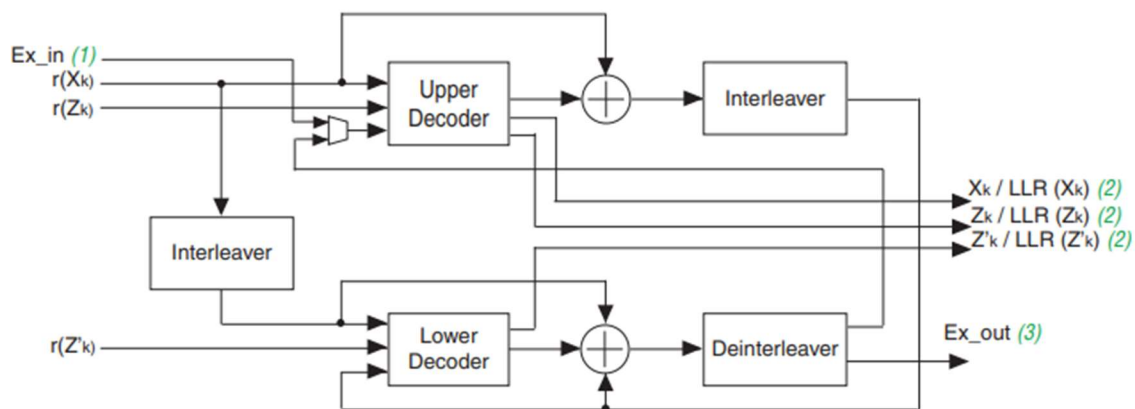 Ex_in (1)
r(Xk)
r(Zk)
Upper
Decoder
Interleaver
Xk / LLR (Xk) (2)
Zk / LLR (Zk) (2)
Z'k / LLR (Z'k) (2)
Interleaver
r(Z'k)
Lower
Decoder
Deinterleaver
Ex_out (3)